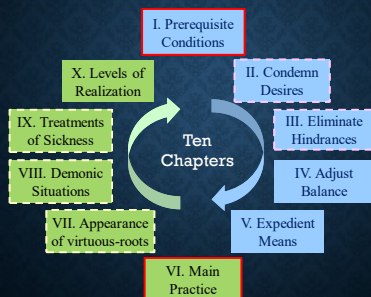 I. Prerequisite
Conditions
II. Condemn
Desires
III. Eliminate
Hindrances
IV. Adjust
Balance
V. Expedient
Means
VI. Main
Practice
VII. Appearance
of virtuous-roots
VIII. Demonic
Situations
IX. Treatments
of Sickness
X. Levels of
Realization
Ten
Chapters